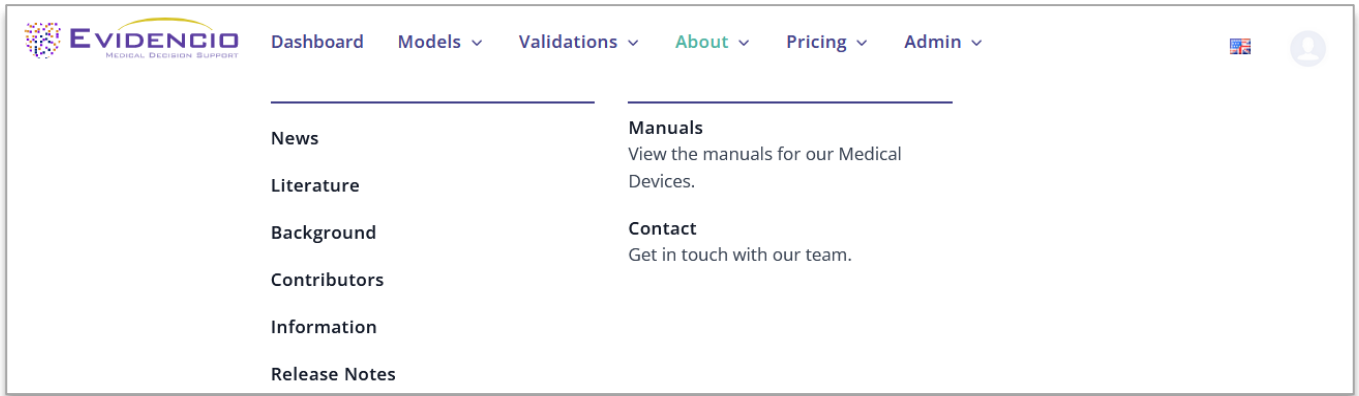 EVIDENCIO
MEDICAL DECISION SUPPORT
Dashboard Models Validations About Pricing Admin
News
Literature
Background
Contributors
Information
Release Notes
Manuals
View the manuals for our Medical
Devices.
Contact
Get in touch with our team.